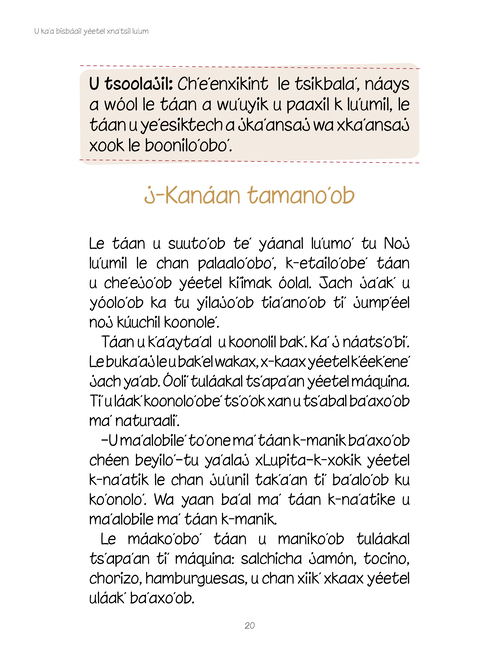 U ka'a bisbáail yéetel xna'tsil lu'um
U tsoolajil: Ch'e'enxikint le tsikbala', náays
a wóol le táan a wu'uyik u paaxil k lu'umil, le
táan u ye'esiktech a jka'ansaj wa xka'ansaj
xook le boonilo'obo'.
J-Kanáan tamano'ob
Le táan u suuto'ob te' yáanal lu'umo' tu Noj
lu'umil le chan palaalo'obo', k-etailo'obe' táan
u che'ejo'ob yéetel ki'imak óolal. Jach ja'ak' u
yóolo'ob ka tu yilajo'ob tia'ano'ob ti' jump'éel
noj kúuchil koonole'.
Táan u k'a'ayta'al u koonolil bak'. Ka' j náats'o'bi'.
Le buka'aj le u bak'el wakax, x-kaax yéetel k'éek'ene'
jach ya'ab. Óoli' tuláakal ts'apa'an yéetel máquina.
Ti' u láak' koonolo'obe' ts'o'ok xan u ts'abal ba'axo'ob
ma' naturaali'.
–U ma'alobile' to'one ma' táan k-manik ba'axo'ob
chéen beyilo'–tu ya'alaj xLupita–k-xokik yéetel
k-na'atik le chan ju'unil tak'a'an ti' ba'alo'ob ku
ko'onolo'. Wa yaan ba'al ma' táan k-na'atike u
ma'alobile ma' táan k-manik.
Le máako'obo' táan u maniko'ob tuláakal
ts'apa'an ti' máquina: salchicha jamón, tocino,
chorizo, hamburguesas, u chan xiik' xkaax yéetel
uláak' ba'axo'ob.
20